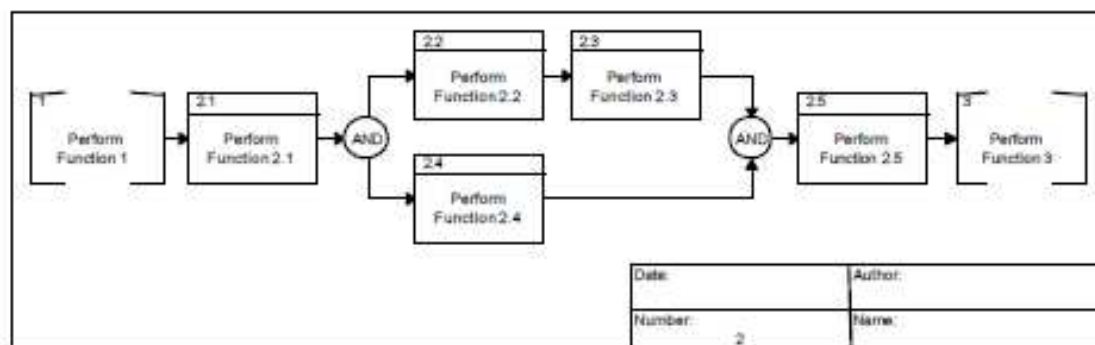 1
Perform
Function 1
2.1
Perform
Function 2.1
AND
2.2
Perform
Function 2.2
2.3
Perform
Function 2.3
2.4
Perform
Function 2.4
AND
2.5
Perform
Function 2.5
3
Perform
Function 3
Date:
Author:
Number:
2
Name: